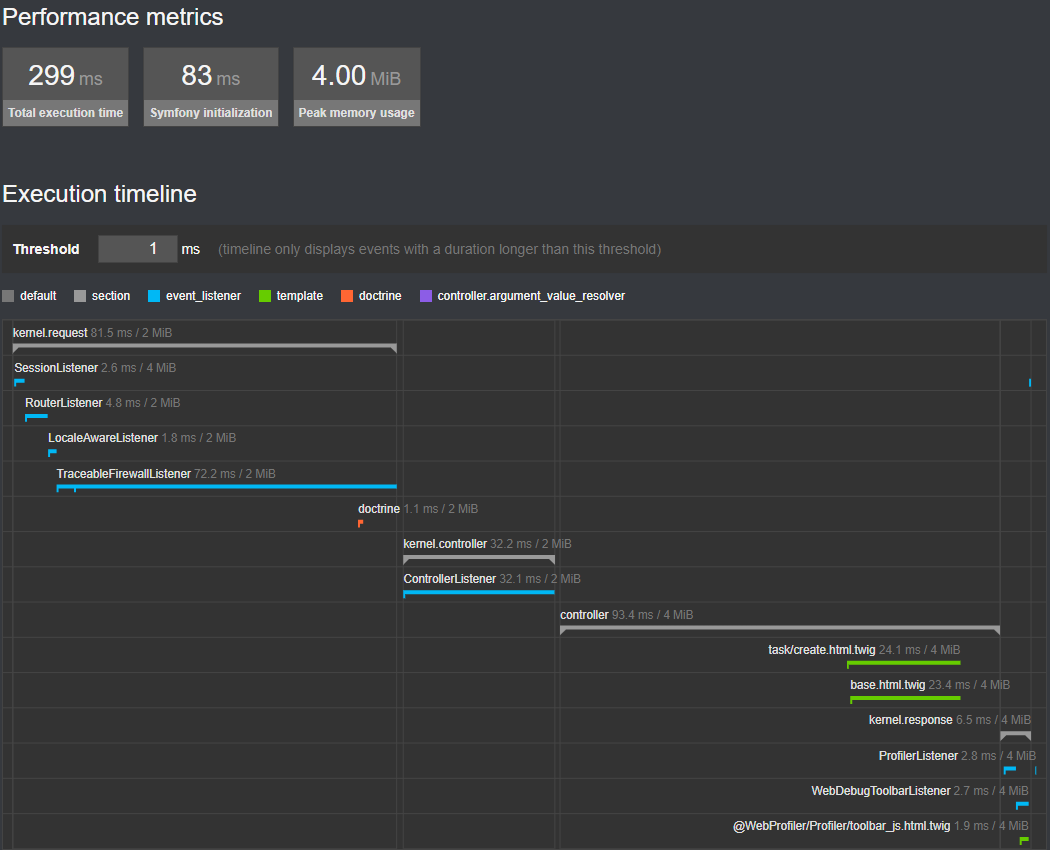 Performance metrics
299 ms 83 ms 4.00 MiB
Total execution time Symfony initialization Peak memory usage
Execution timeline
Threshold 1 ms (timeline only displays events with a duration longer than this threshold)
default section event_listener template doctrine controller.argument_value_resolver
kernel.request 81.5 ms / 2 MiB
SessionListener 2.6 ms / 4 MiB
RouterListener 4.8 ms / 2 MiB
LocaleAwareListener 1.8 ms / 2 MiB
TraceableFirewallListener 72.2 ms / 2 MiB
doctrine 1.1 ms / 2 MiB
kernel.controller 32.2 ms / 2 MiB
ControllerListener 32.1 ms / 2 MiB
controller 93.4 ms / 4 MiB
task/create.html.twig 24.1 ms / 4 MiB
base.html.twig 23.4 ms / 4 MiB
kernel.response 6.5 ms / 4 MiB
ProfilerListener 2.8 ms / 4 MiB
WebDebugToolbarListener 2.7 ms / 4 MiB
@WebProfiler/Profiler/toolbar_js.html.twig 1.9 ms / 4 MiB